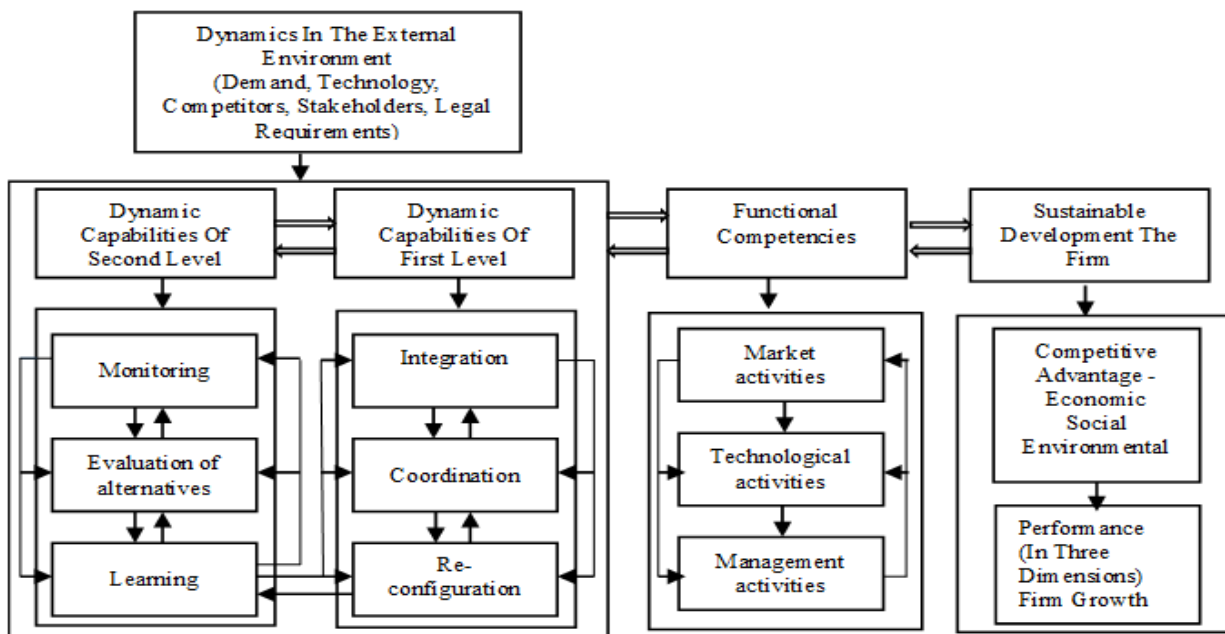 Dynamics In The External
Environment
(Demand, Technology,
Competitors, Stakeholders, Legal
Requirements)
Dynamic
Capabilities Of
Second Level
Dynamic
Capabilities Of
First Level
Functional
Competencies
Sustainable
Development The
Firm
Monitoring
Evaluation of
alternatives
Learning
Integration
Coordination
Re-
configuration
Market
activities
Technological
activities
Management
activities
Competitive
Advantage -
Economic
Social
Environmental
Performance
(In Three
Dimensions)
Firm Growth